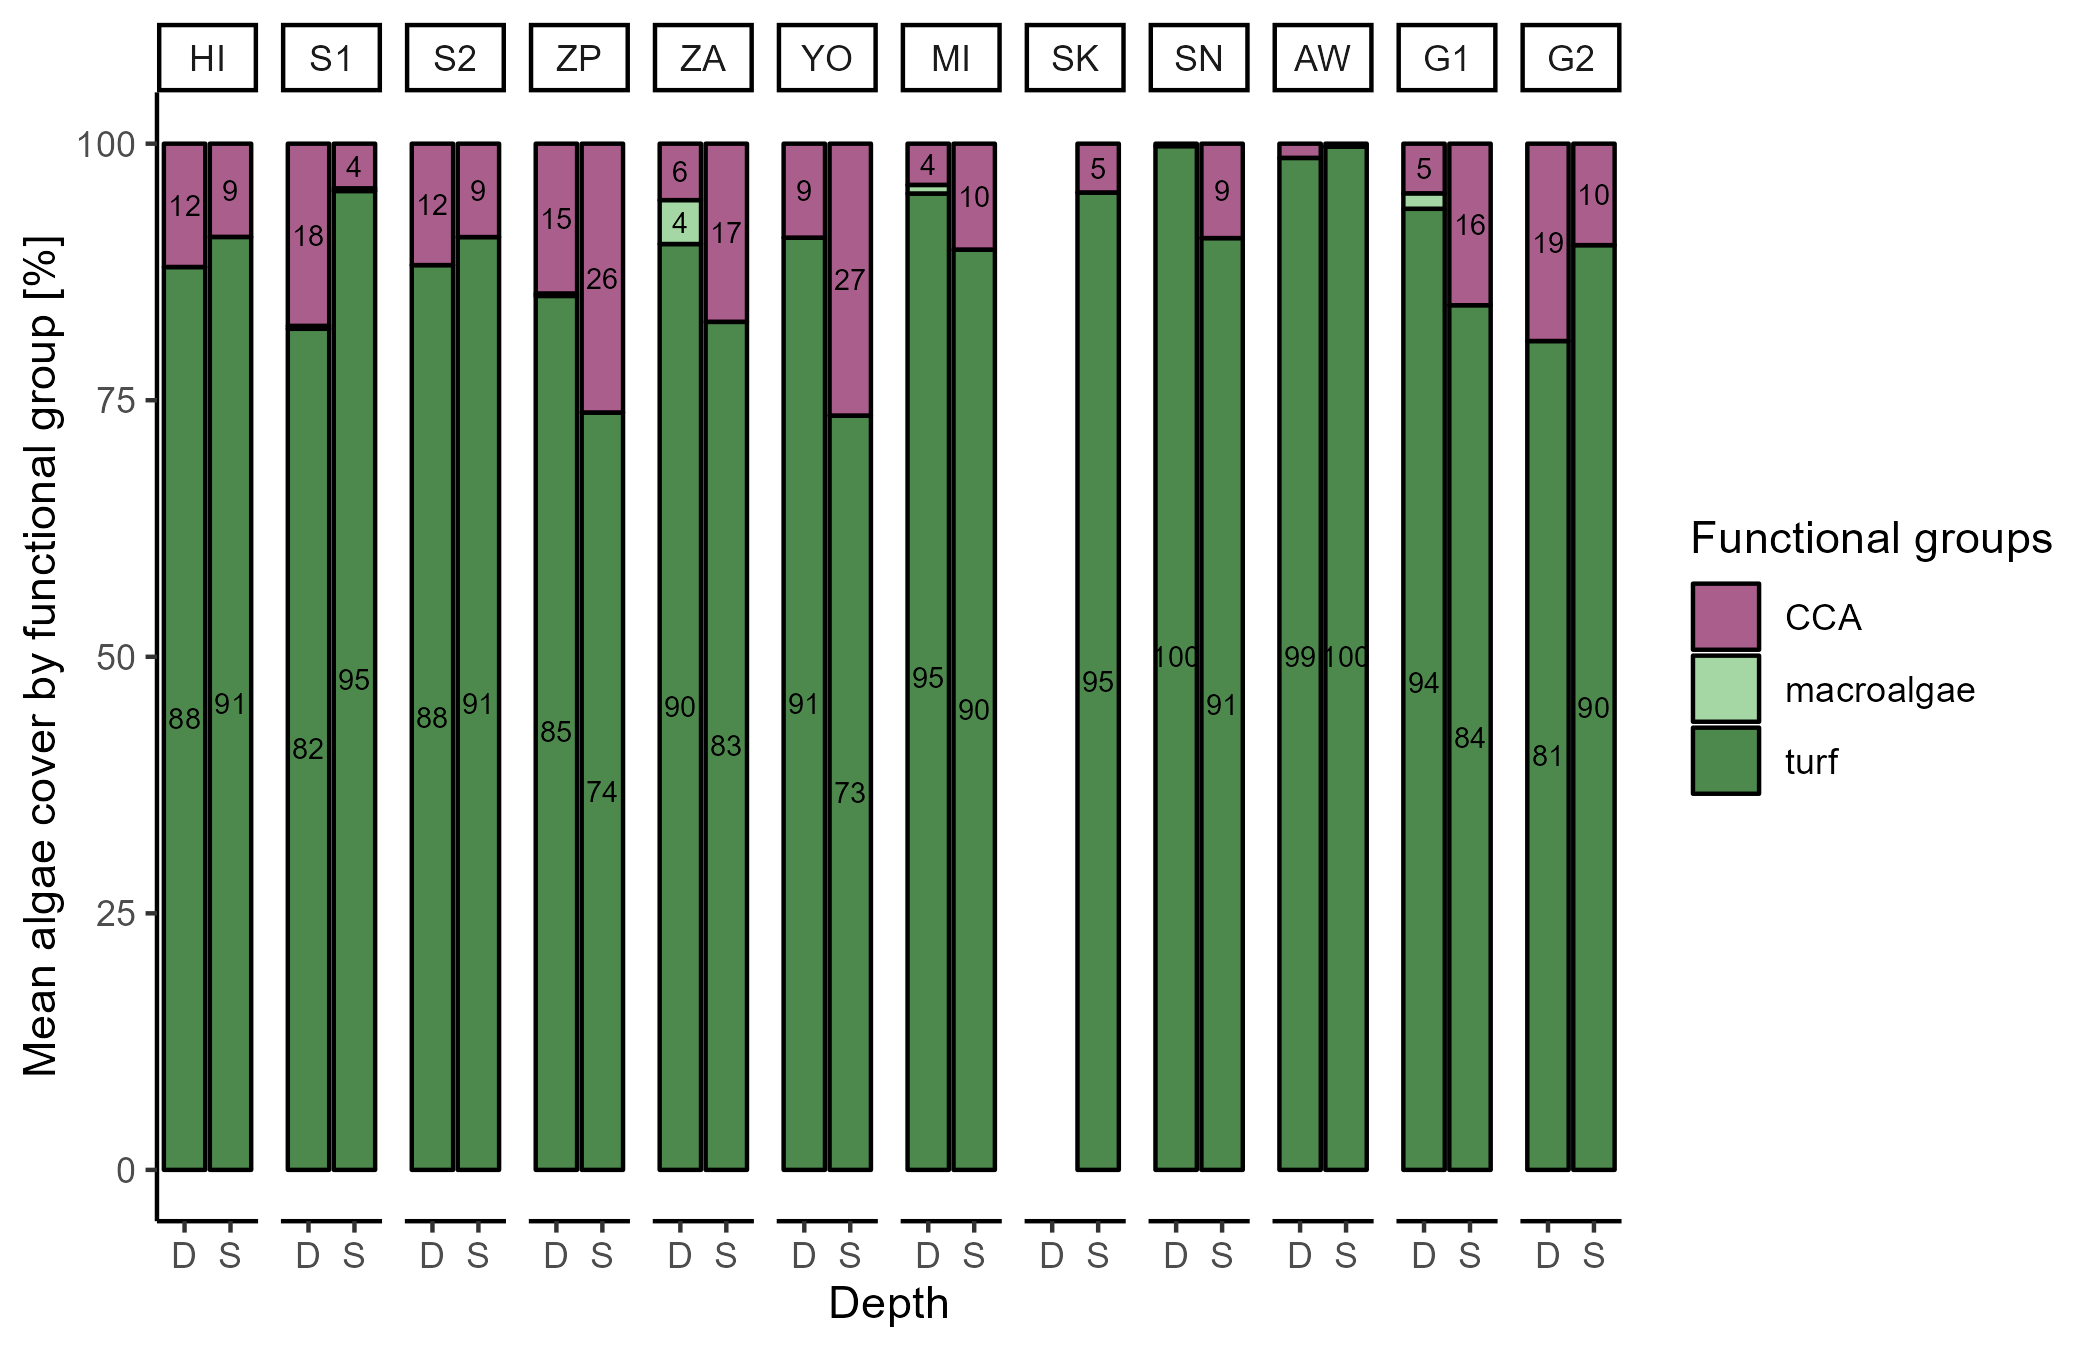 HI S1 S2 ZP ZA YO MI SK SN AW G1 G2
Mean algae cover by functional group [%]
100
75
50
25
0
12 9 18 4 12 9 15 26 6 4 17 9 27 4 10 5 9 5 16 19 10
88 91 82 95 88 91 85 74 90 83 91 73 95 90 95 100 91 99 100 94 84 81 90
D S D S D S D S D S D S D S D S D S D S D S D S
Depth
Functional groups
CCA
macroalgae
turf